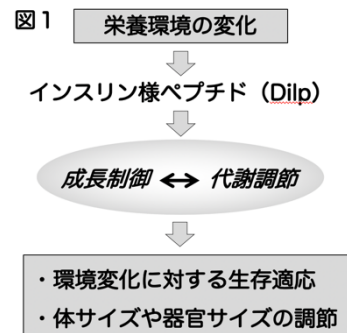 図1
栄養環境の変化
インスリン様ペプチド（Dilp）
成長制御 ↔ 代謝調節
・環境変化に対する生存適応
・体サイズや器官サイズの調節